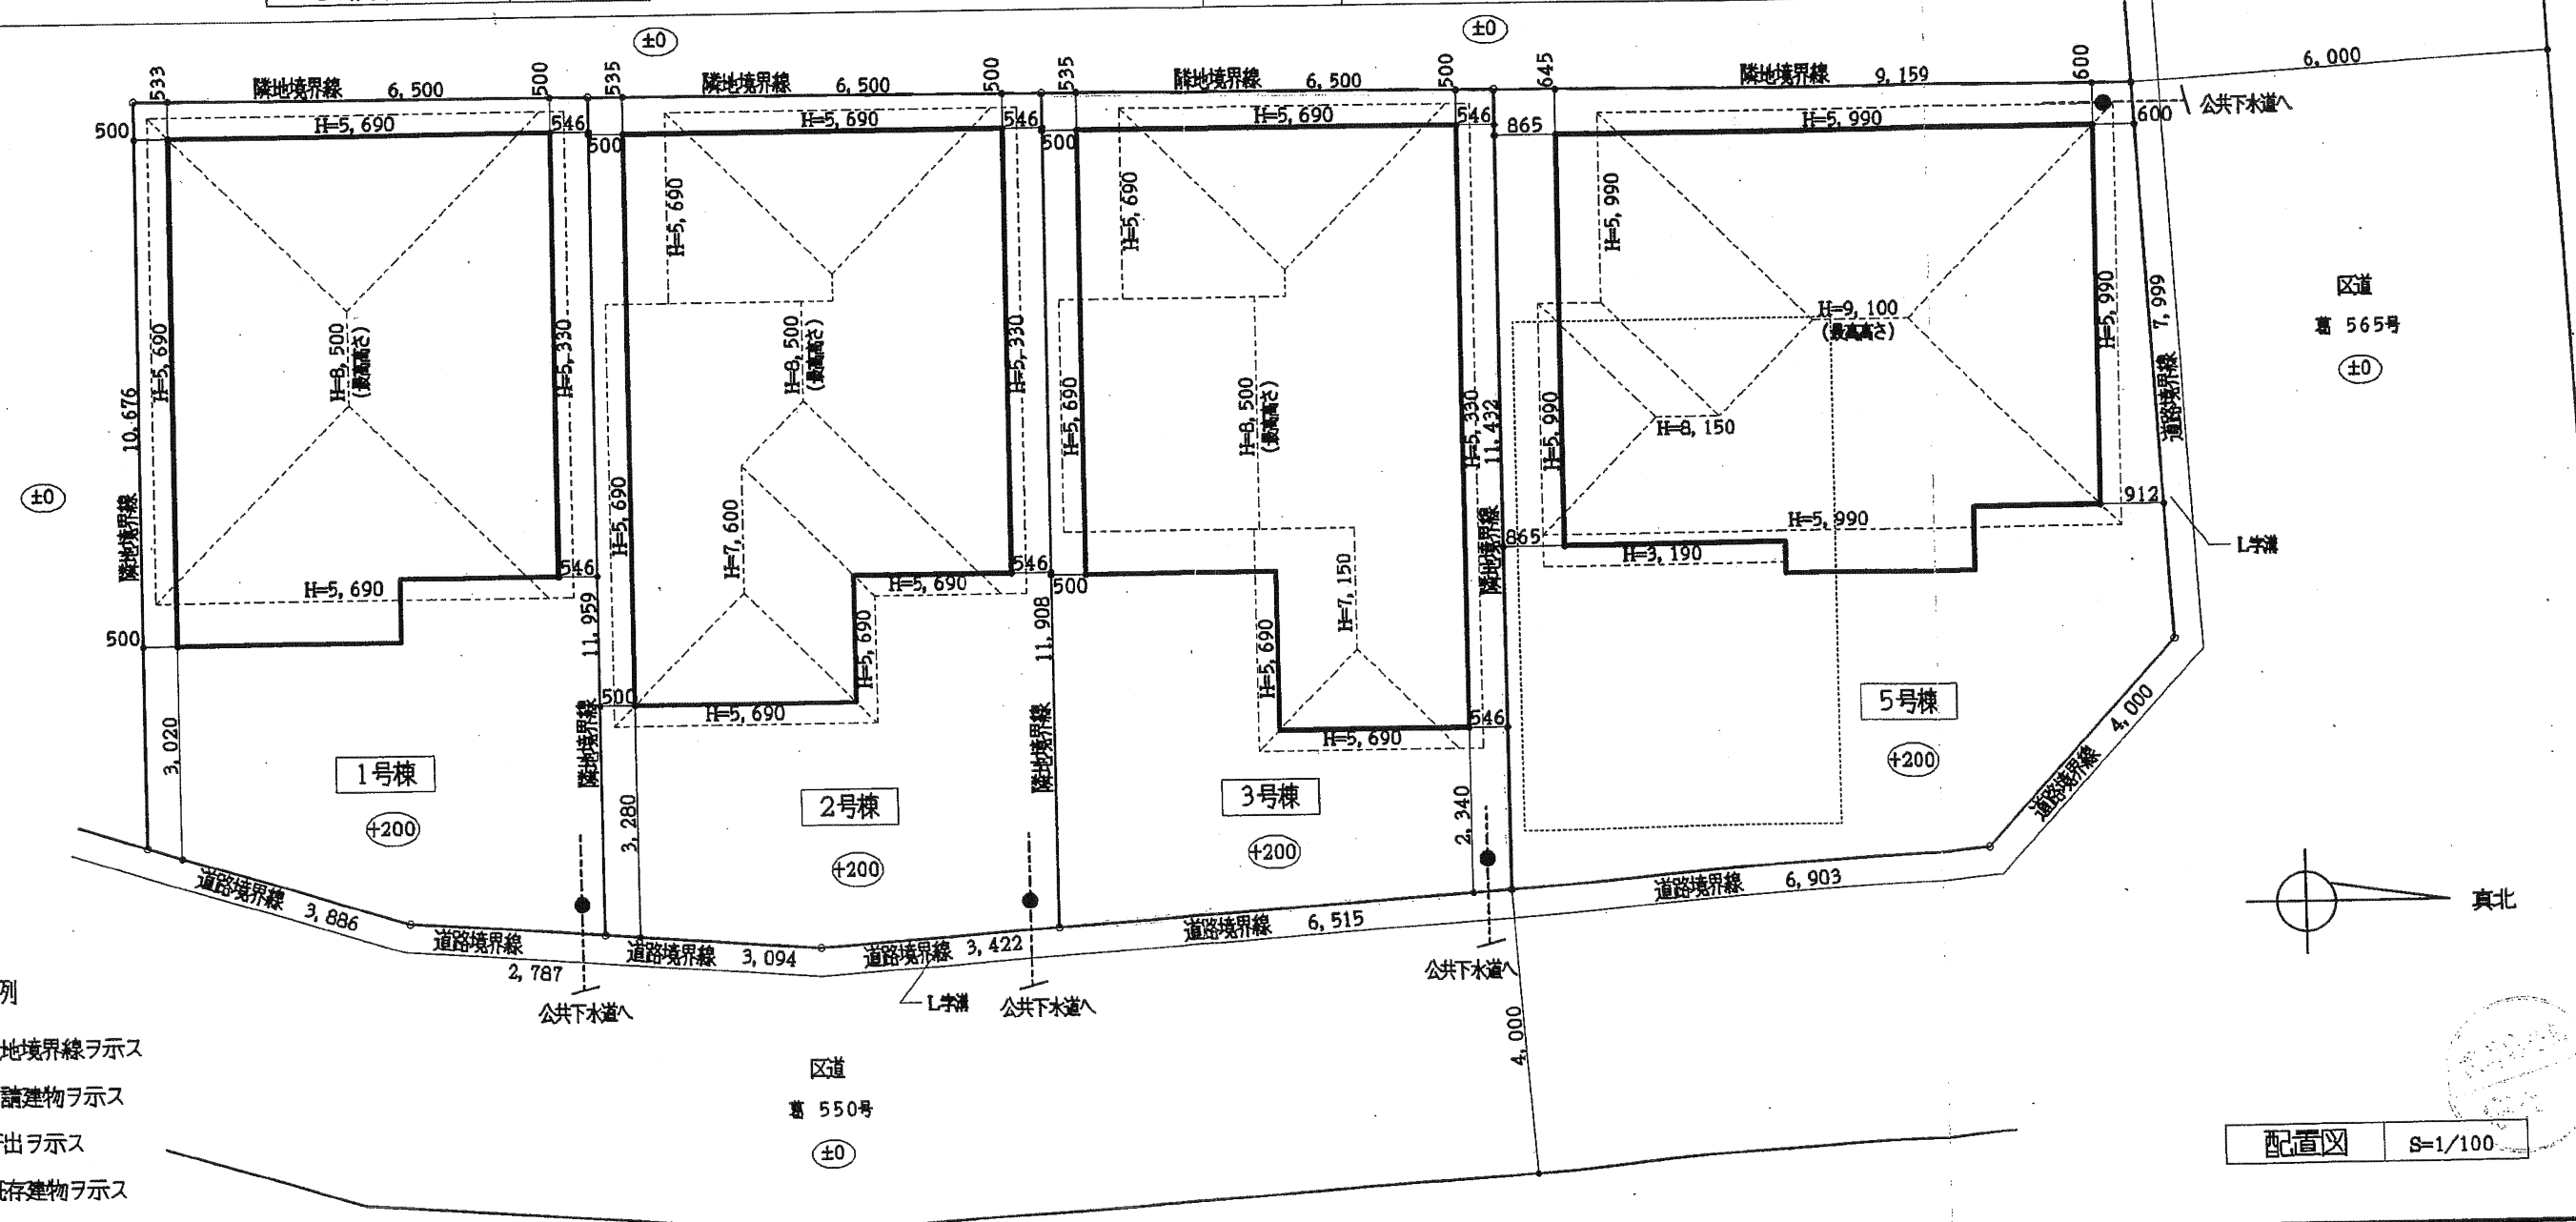 ±0
±0
533
隣地境界線 6,500
500
535
隣地境界線 6,500
500
535
隣地境界線 6,500
500
645
隣地境界線 9,159
600
6,000
公共下水道へ
500
H=5,690
546
500
H=5,690
546
500
H=5,690
546
865
H=5,990
600
H=5,690
H=5,690
H=5,990
区道
葛 565号
±0
H=5,690
H=8,500
(最高高さ)
H=5,330
H=8,500
(最高高さ)
H=5,330
H=5,690
H=8,500
(最高高さ)
H=5,330
11,432
隣地境界線
H=5,990
H=9,100
(最高高さ)
H=8,150
H=5,990
道路境界線 7,999
±0
隣地境界線 10,676
H=5,690
H=7,600
912
L字溝
H=5,690
546
H=5,690
546
500
865
H=3,190
H=5,990
500
11,959
隣地境界線
H=5,690
11,908
隣地境界線
H=5,690
H=7,150
500
H=5,690
H=5,690
546
3,020
1号棟
+200
3,280
2号棟
+200
3号棟
+200
2,340
5号棟
+200
道路境界線 4,000
道路境界線 3,886
道路境界線
2,787
道路境界線 3,094
道路境界線 3,422
道路境界線 6,515
道路境界線 6,903
真北
公共下水道へ
L字溝
公共下水道へ
公共下水道へ
4,000
区道
葛 550号
±0
例
地境界線ヲ示ス
請建物ヲ示ス
出ヲ示ス
存建物ヲ示ス
配置図 S=1/100